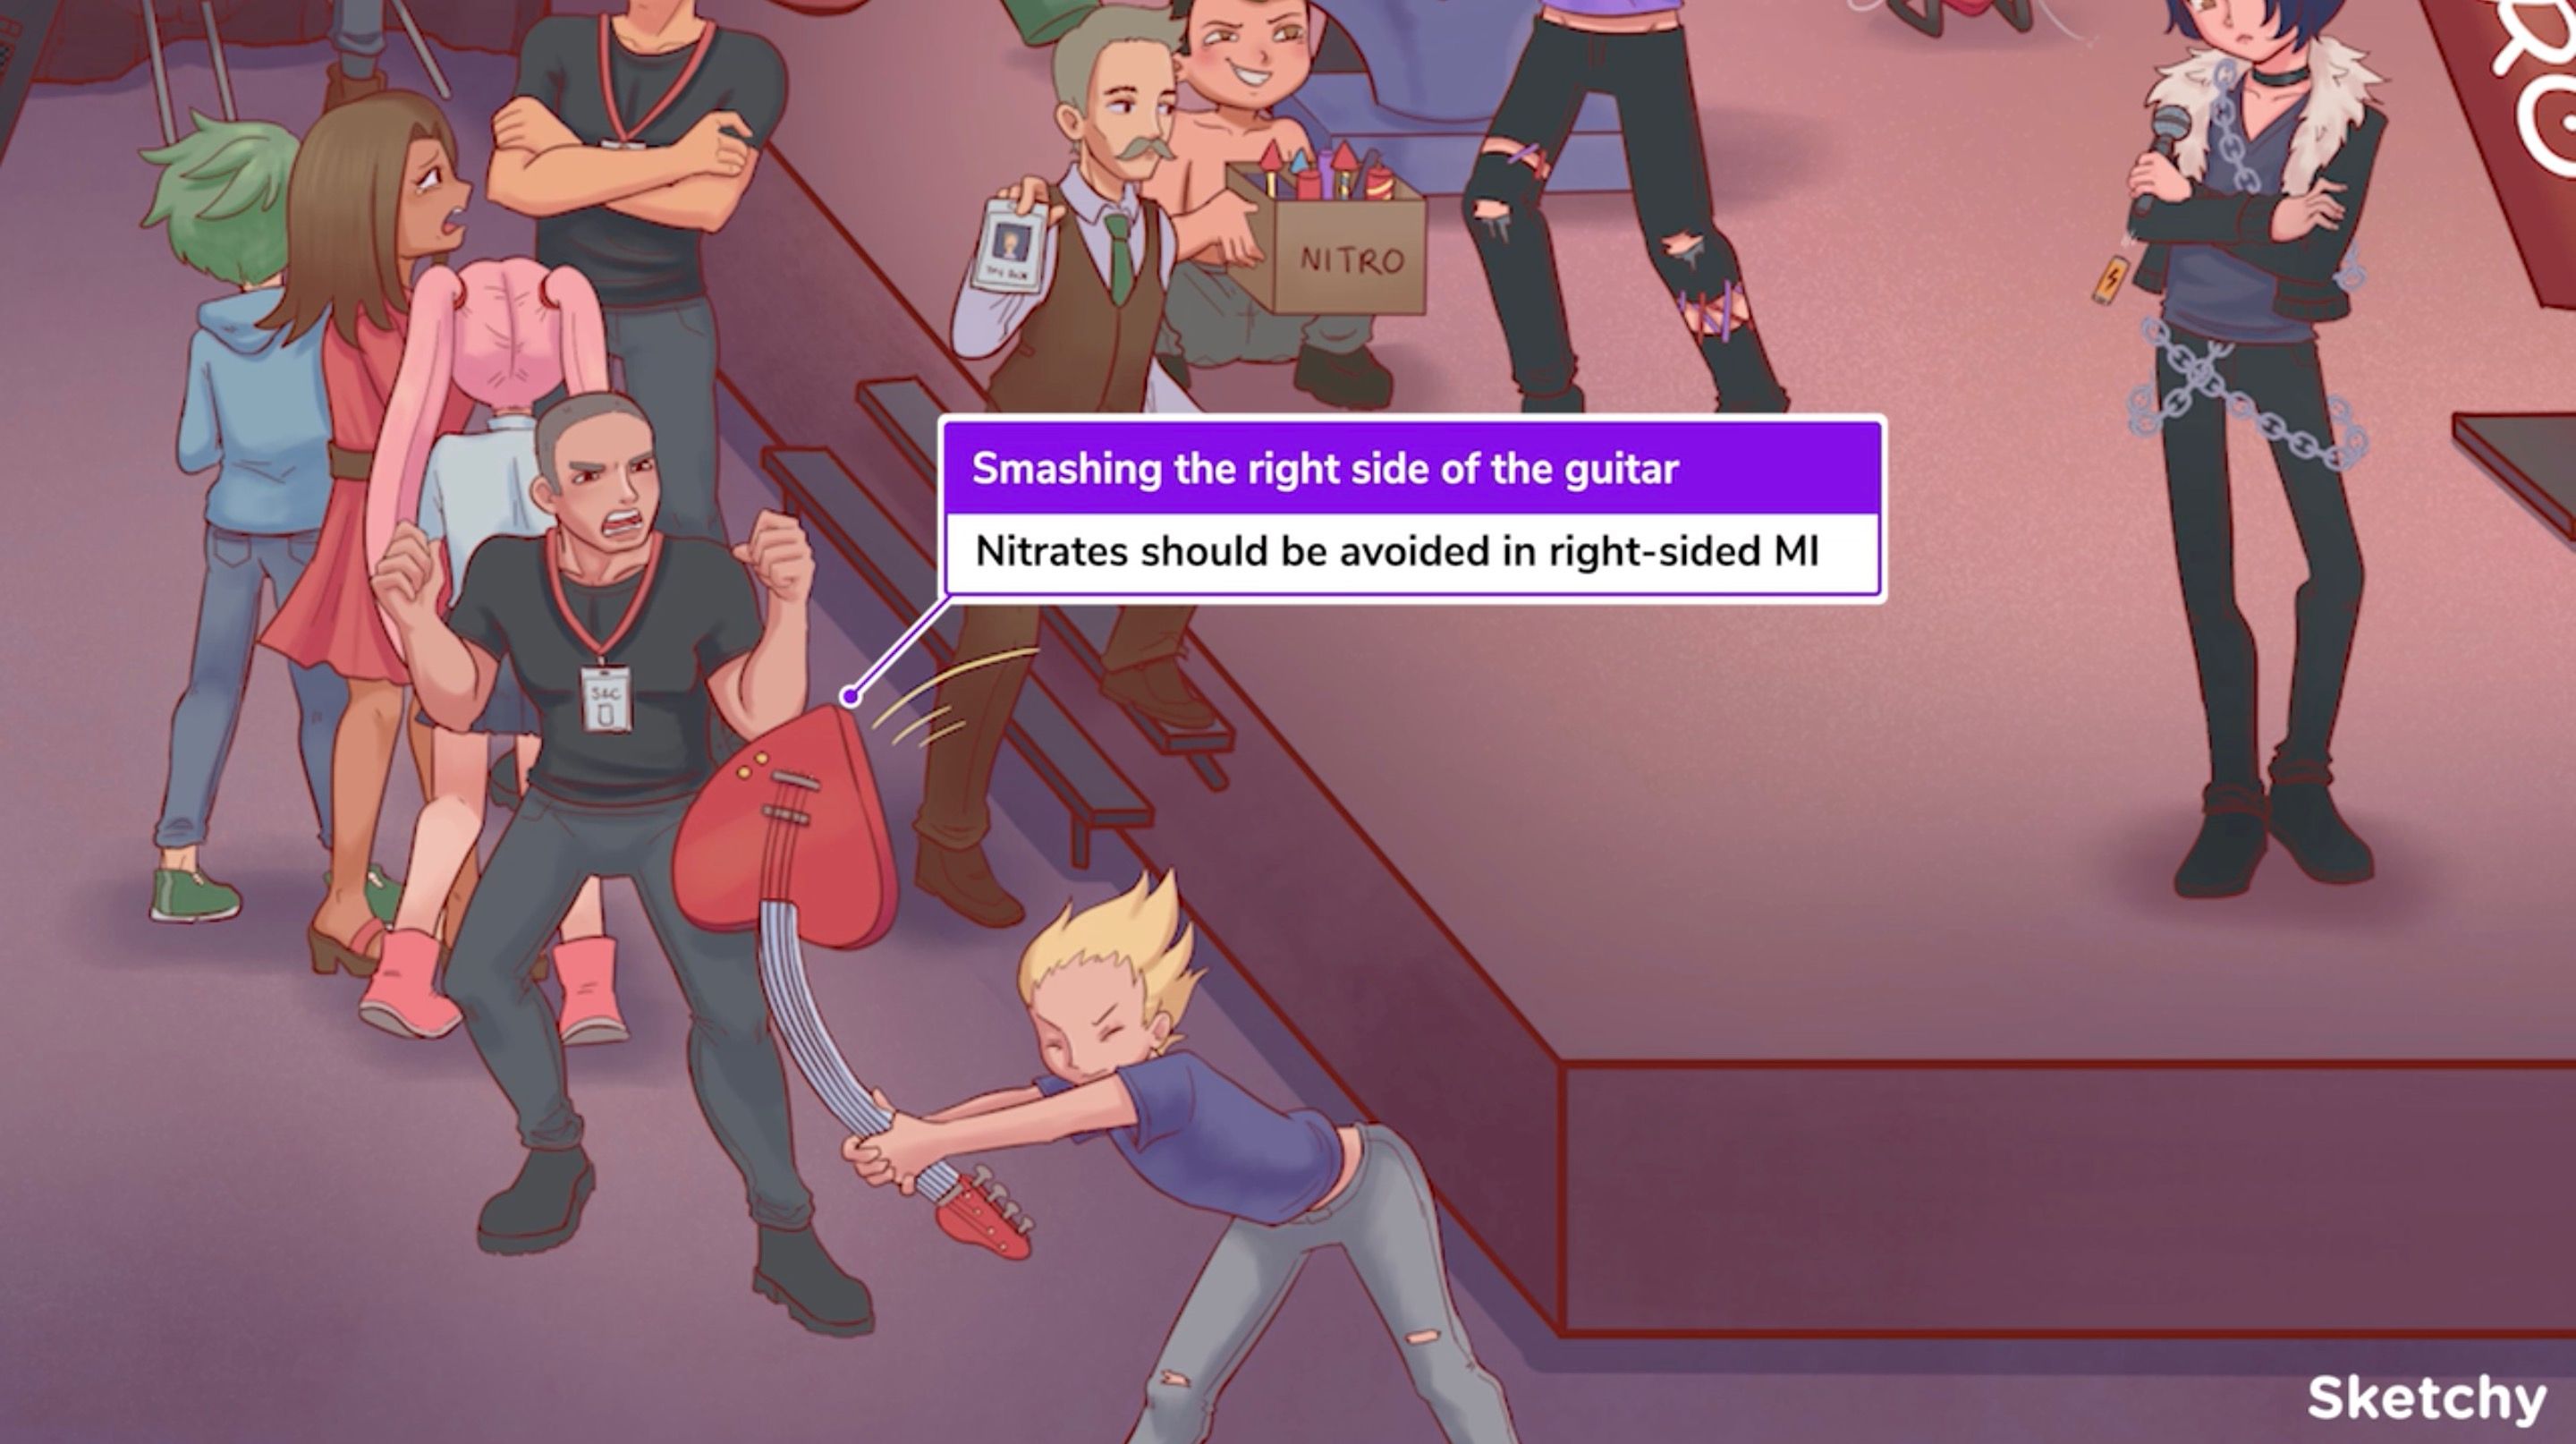 NITRO
Smashing the right side of the guitar
Nitrates should be avoided in right-sided MI
Sketchy